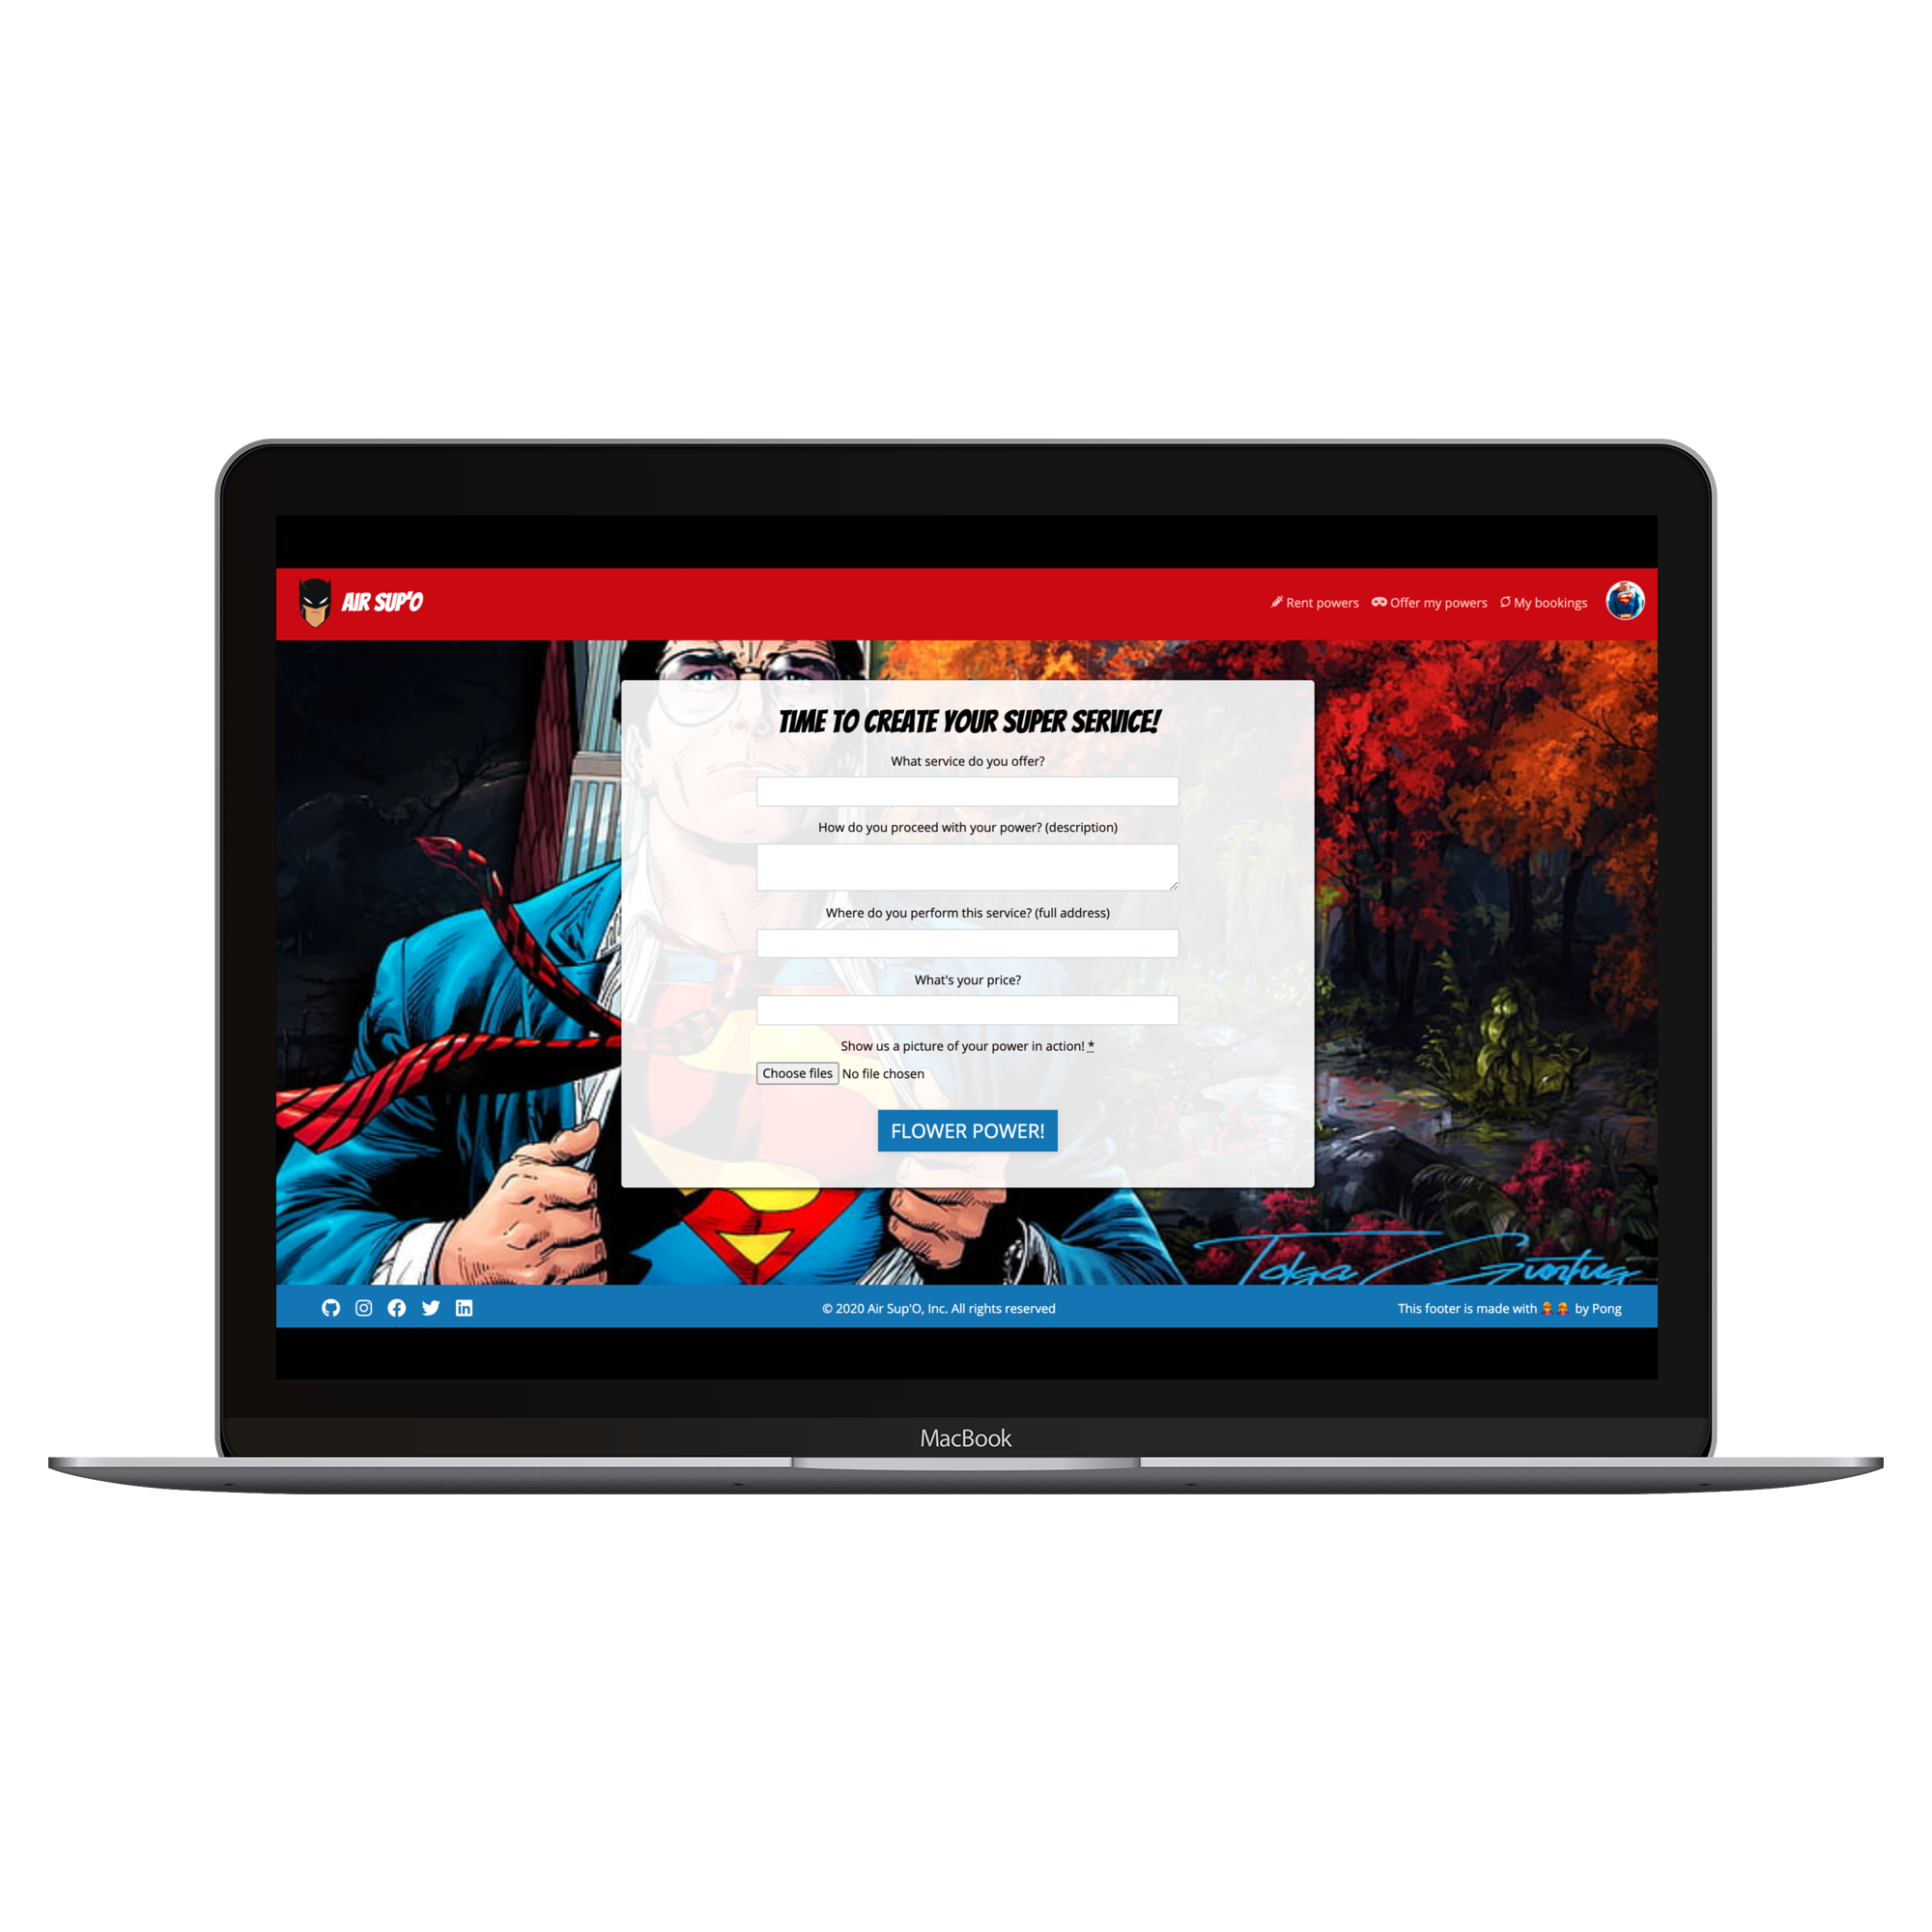 AIR SUP'O
Rent powers Offer my powers My bookings
TIME TO CREATE YOUR SUPER SERVICE!
What service do you offer?
How do you proceed with your power? (description)
Where do you perform this service? (full address)
What's your price?
Show us a picture of your power in action! *
Choose files No file chosen
FLOWER POWER!
Tolga
© 2020 Air Sup'O, Inc. All rights reserved
This footer is made with by Pong
MacBook